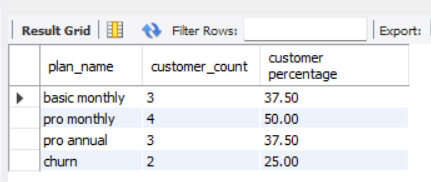 Result Grid Filter Rows: Export:
plan_name customer_count customer percentage
basic monthly 3 37.50
pro monthly 4 50.00
pro annual 3 37.50
churn 2 25.00